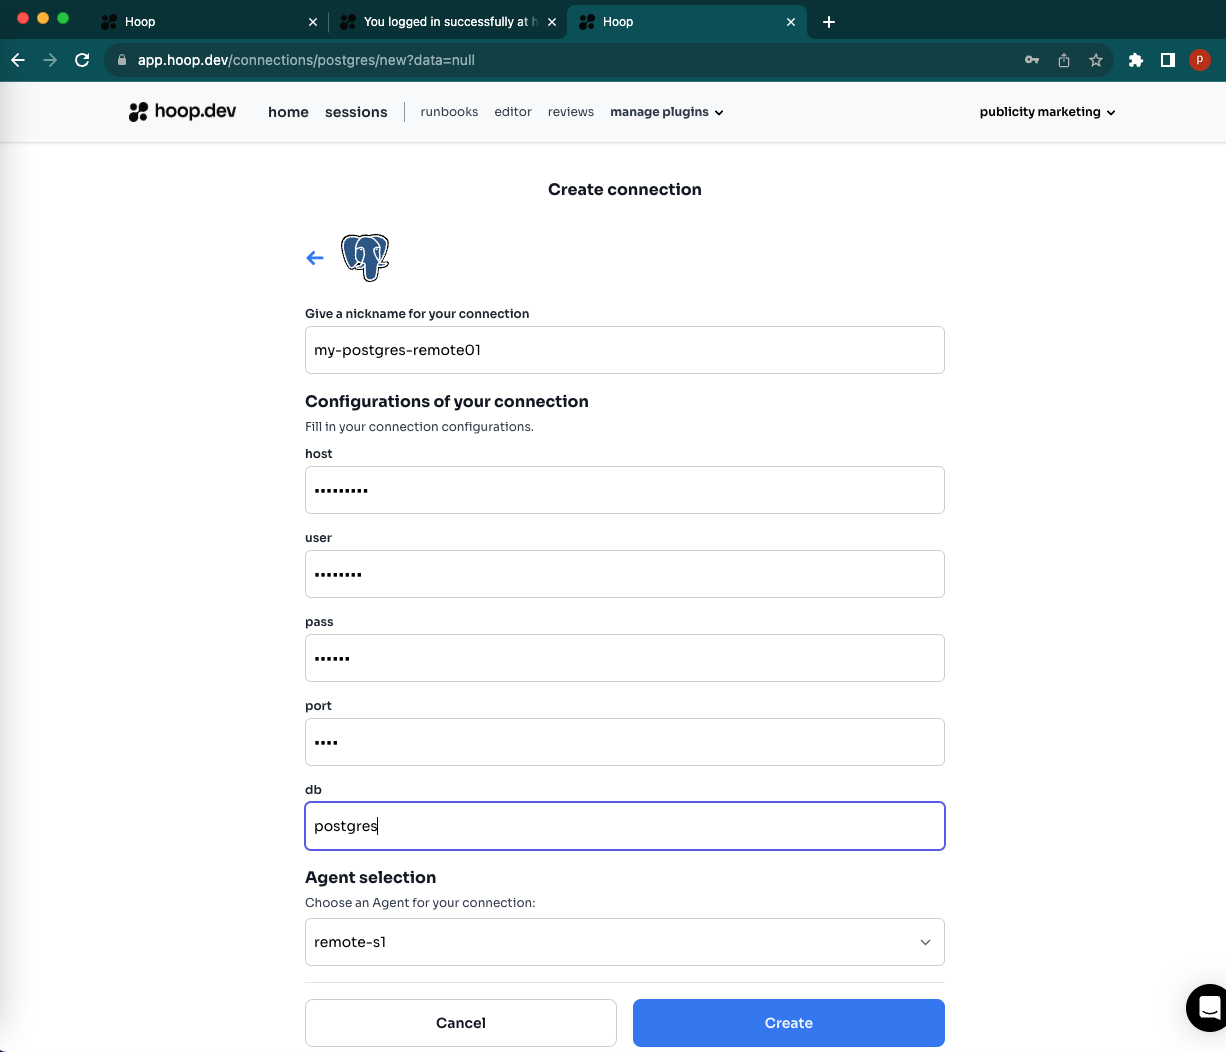 Hoop
You logged in successfully at h
Hoop
app.hoop.dev/connections/postgres/new?data=null
P
hoop.dev
home
sessions
runbooks
editor
reviews
manage plugins
publicity marketing
Create connection
Give a nickname for your connection
my-postgres-remote01
Configurations of your connection
Fill in your connection configurations.
host
•••••••••
user
••••••••
pass
••••••
port
••••
db
postgres
Agent selection
Choose an Agent for your connection:
remote-s1
Cancel
Create